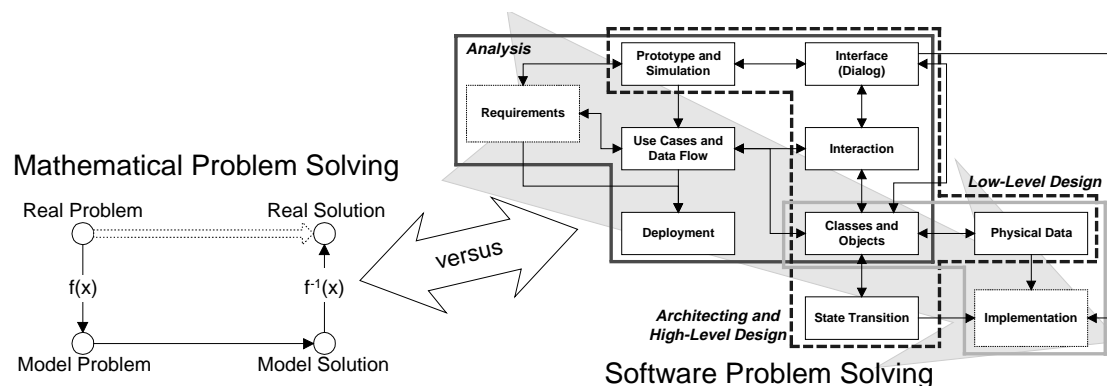 Mathematical Problem Solving
Real Problem
Real Solution
f(x)
f⁻¹(x)
Model Problem
Model Solution
versus
Analysis
Prototype and
Simulation
Interface
(Dialog)
Requirements
Use Cases and
Data Flow
Interaction
Low-Level Design
Deployment
Classes and
Objects
Physical Data
Architecting and
High-Level Design
State Transition
Implementation
Software Problem Solving